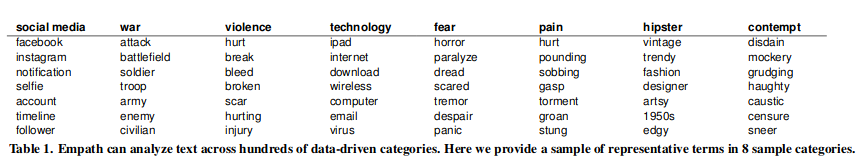 social media war violence technology fear pain hipster contempt
facebook attack hurt ipad horror hurt vintage disdain
instagram battlefield break internet paralyze pounding trendy mockery
notification soldier bleed download dread sobbing fashion grudging
selfie troop broken wireless scared gasp designer haughty
account army scar computer tremor torment artsy caustic
timeline enemy hurting email despair groan 1950s censure
follower civilian injury virus panic stung edgy sneer
Table 1. Empath can analyze text across hundreds of data-driven categories. Here we provide a sample of representative terms in 8 sample categories.